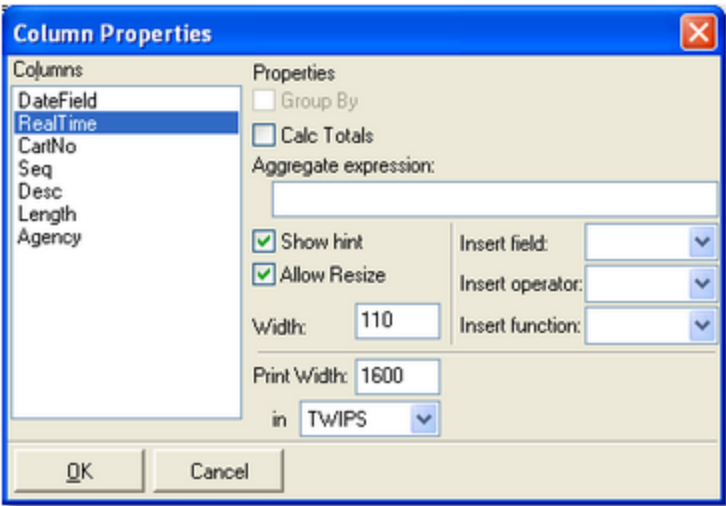 Column Properties
Columns
DateField
RealTime
CartNo
Seq
Desc
Length
Agency
Properties
Group By
Calc Totals
Aggregate expression:
Show hint
Allow Resize
Width: 110
Insert field:
Insert operator:
Insert function:
Print Width: 1600
in TWIPS
OK Cancel